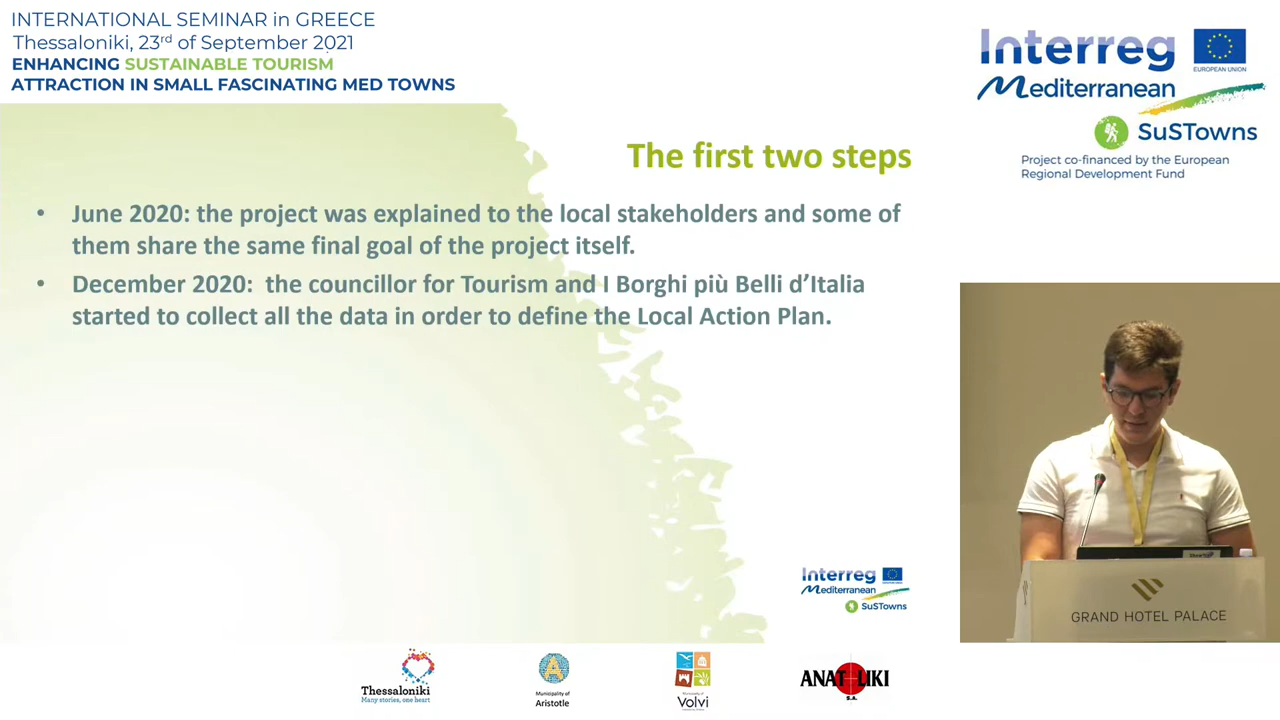 INTERNATIONAL SEMINAR in GREECE
Thessaloniki, 23rd of September 2021
ENHANCING SUSTAINABLE TOURISM
ATTRACTION IN SMALL FASCINATING MED TOWNS
Interreg
EUROPEAN UNION
Mediterranean
SuSTowns
Project co-financed by the European
Regional Development Fund
The first two steps
• June 2020: the project was explained to the local stakeholders and some of
them share the same final goal of the project itself.
• December 2020: the councillor for Tourism and I Borghi più Belli d’Italia
started to collect all the data in order to define the Local Action Plan.
Interreg
Mediterranean
SuSTowns
GRAND HOTEL PALACE
Thessaloniki
Many stories, one heart
Municipality of
Aristotle
Municipality of
Volvi
ANATOLIKI
S.A.